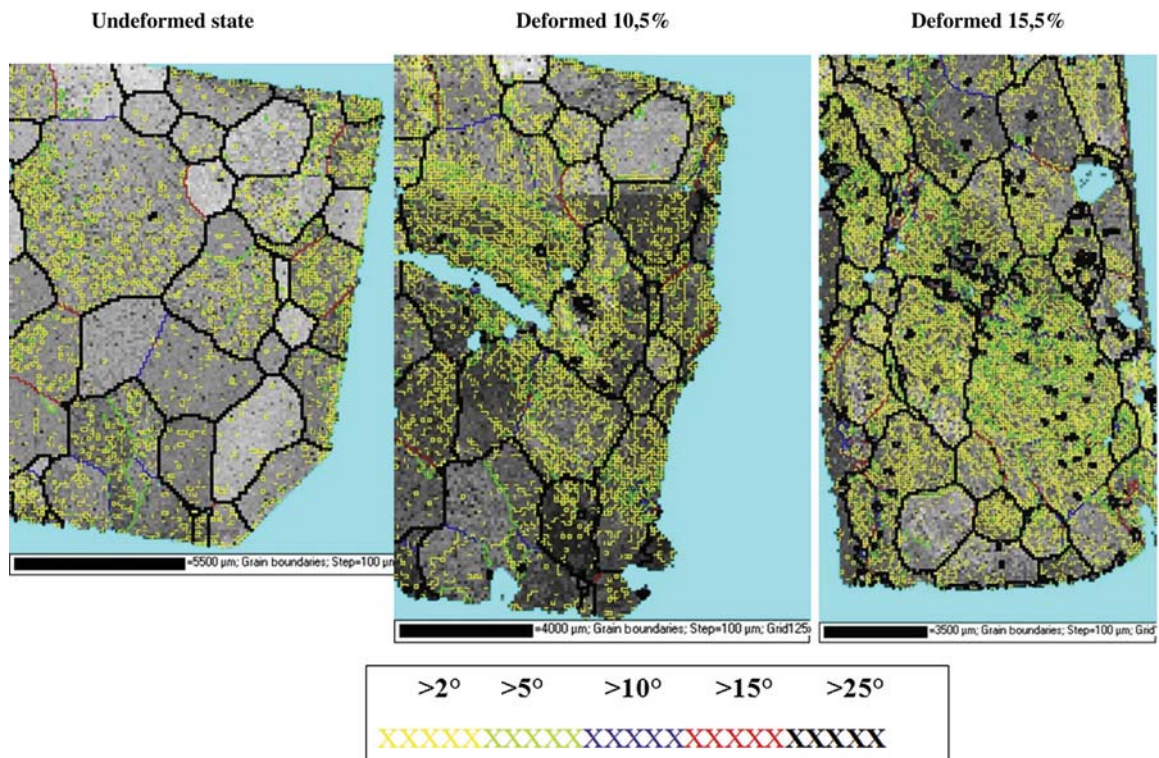 Undeformed state Deformed 10,5% Deformed 15,5%
=5500 µm; Grain boundaries; Step=100 µm
=4000 µm; Grain boundaries; Step=100 µm; Grid125
=3500 µm; Grain boundaries; Step=100 µm; Grid
>2° >5° >10° >15° >25°
XXXXXXXXXXXXXXXXXXXXXXXXX